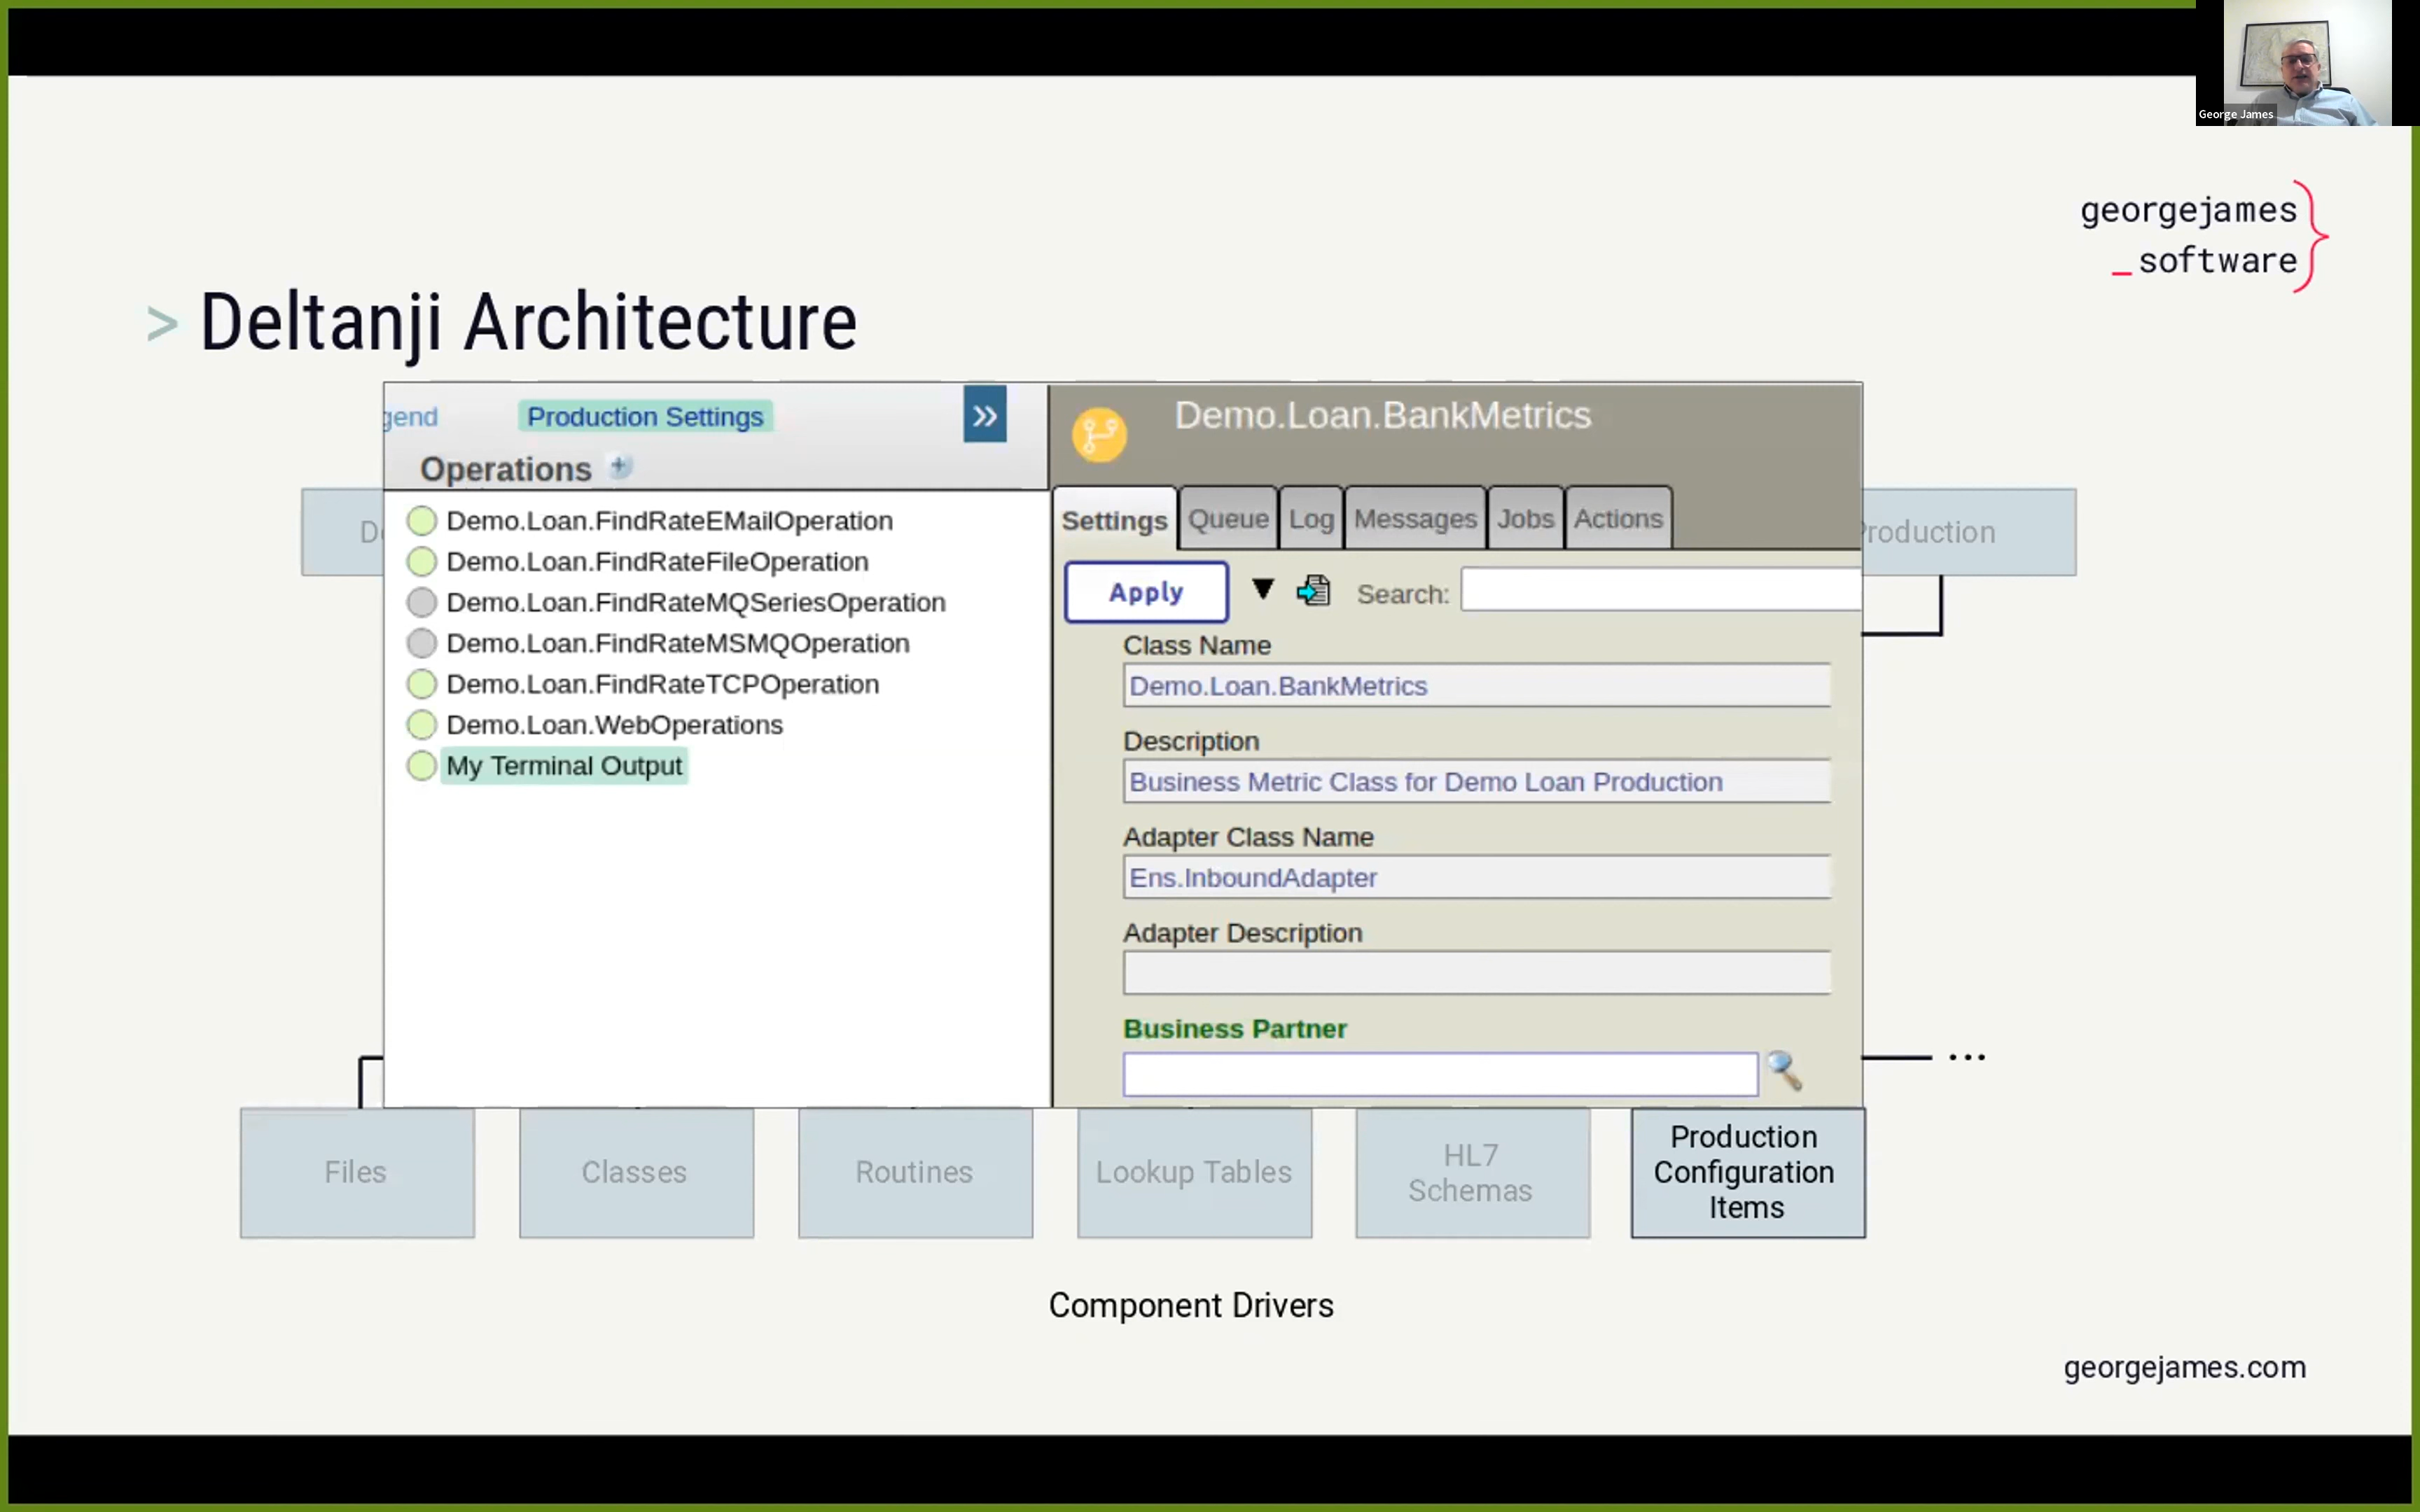 George James
georgejames
_software
> Deltanji Architecture
gend
Production Settings
»
Operations +
Demo.Loan.FindRateEMailOperation
Demo.Loan.FindRateFileOperation
Demo.Loan.FindRateMQSeriesOperation
Demo.Loan.FindRateMSMQOperation
Demo.Loan.FindRateTCPOperation
Demo.Loan.WebOperations
My Terminal Output
Demo.Loan.BankMetrics
Settings
Queue
Log
Messages
Jobs
Actions
Apply
Search:
Class Name
Demo.Loan.BankMetrics
Description
Business Metric Class for Demo Loan Production
Adapter Class Name
Ens.InboundAdapter
Adapter Description
Business Partner
De
Production
...
Files
Classes
Routines
Lookup Tables
HL7
Schemas
Production
Configuration
Items
Component Drivers
georgejames.com